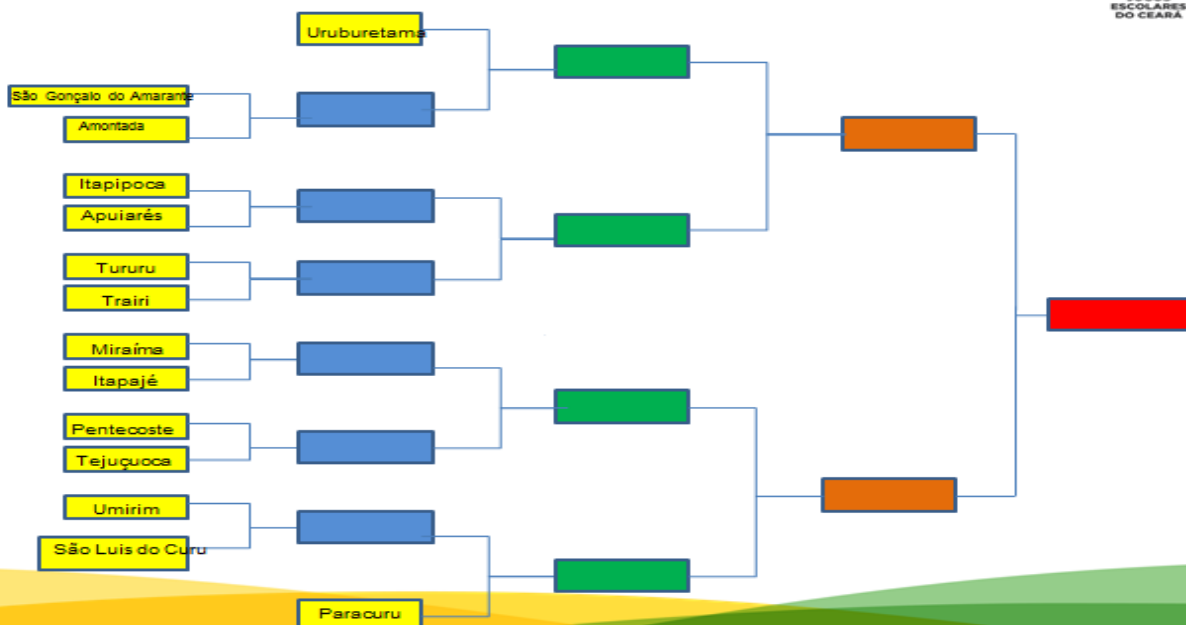 ESCOLARES
DO CEARÁ
Uruburetama
São Gonçalo do Amarante
Amontada
Itapipoca
Apuiarés
Tururu
Trairi
Miraíma
Itapajé
Pentecoste
Tejuçuoca
Umirim
São Luis do Curu
Paracuru